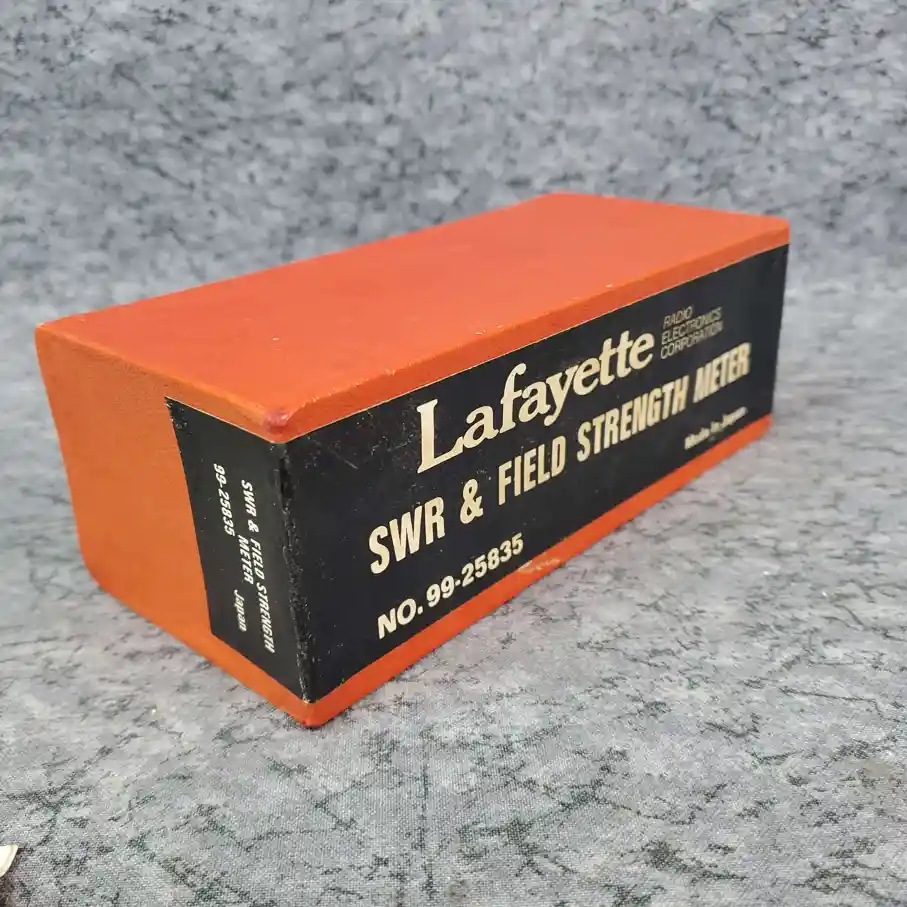 Lafayette
RADIO
ELECTRONICS
CORPORATION
SWR & FIELD STRENGTH METER
NO. 99-25835
Made in Japan
SWR & FIELD STRENGTH
METER Japan
99-25835